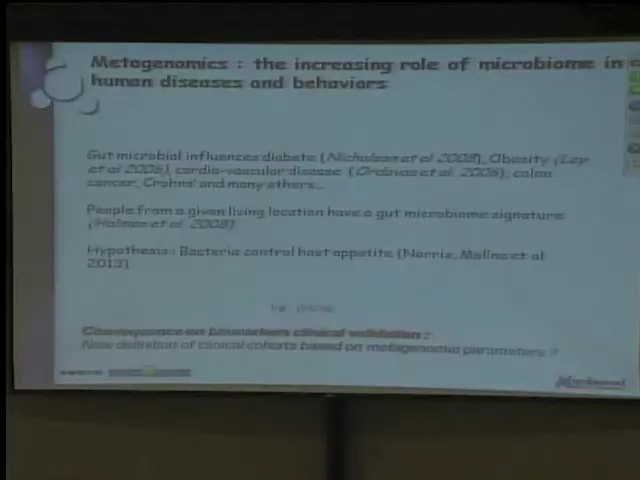 Metagenomics : the increasing role of microbiome in
human diseases and behaviors
Gut microbial influences diabete (Nicholson et al 2008), Obesity (Ley
et al 2006), cardio-vascular disease ( Ordinas et al. 2006), colon
cancer, Crohns' and many others...
People from a given living location have a gut microbiome signature
(Holmes et al. 2008)
Hypothesis : Bacteria control host appetite (Norris, Molina et al
2013)
Consequence on biomarkers clinical validation :
New definition of clinical cohorts based on metagenomic parameters ?